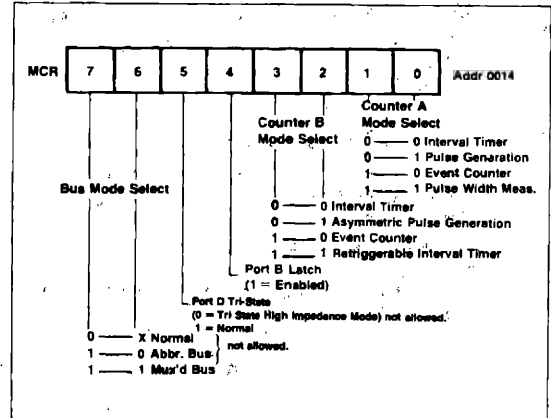 MCR 7 6 5 4 3 2 1 0 Addr 0014
Counter A
Mode Select
0 0 Interval Timer
0 1 Pulse Generation
1 0 Event Counter
1 1 Pulse Width Meas.
Counter B
Mode Select
0 0 Interval Timer
0 1 Asymmetric Pulse Generation
1 0 Event Counter
1 1 Retriggerable Interval Timer
Port B Latch
(1 = Enabled)
Port D Tri-State
(0 = Tri State High Impedance Mode) not allowed.
1 = Normal
Bus Mode Select
0 X Normal
1 0 Abbr. Bus
1 1 Mux'd Bus
not allowed.